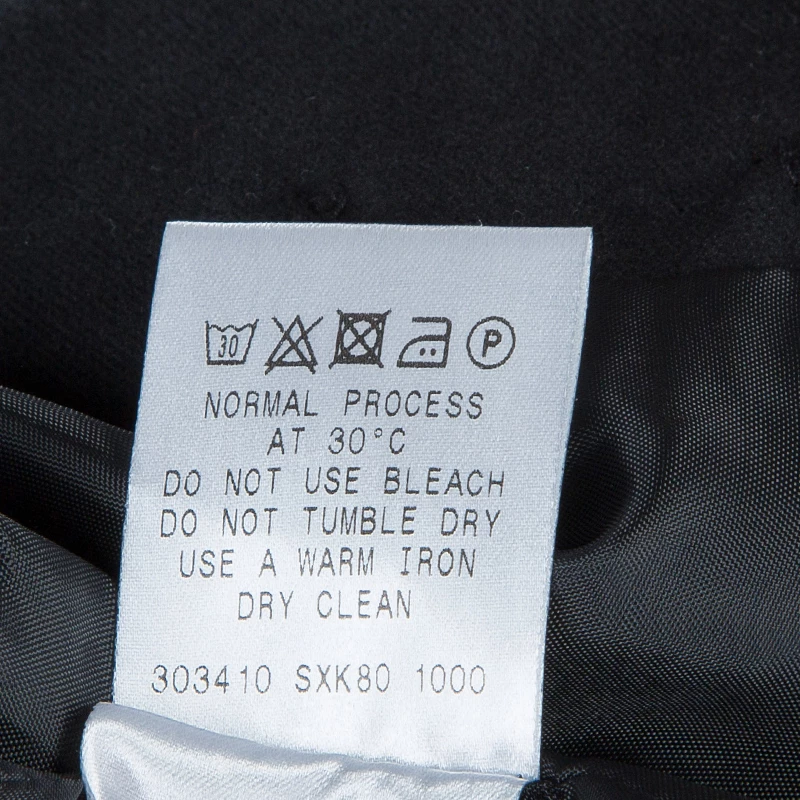 30 P
NORMAL PROCESS
AT 30°C
DO NOT USE BLEACH
DO NOT TUMBLE DRY
USE A WARM IRON
DRY CLEAN
303410 SXK80 1000